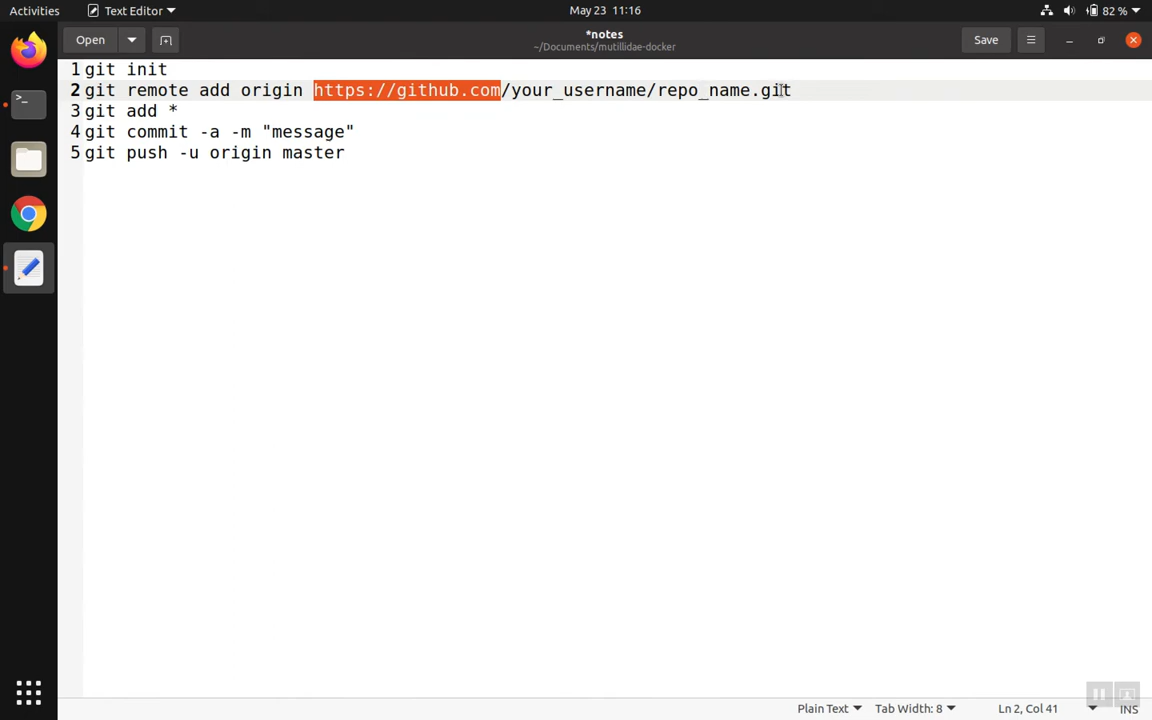 Activities Text Editor May 23 11:16 82 %
Open *notes Save
~/Documents/mutillidae-docker
1 git init
2 git remote add origin https://github.com/your_username/repo_name.git
3 git add *
4 git commit -a -m "message"
5 git push -u origin master
Plain Text Tab Width: 8 Ln 2, Col 41 INS